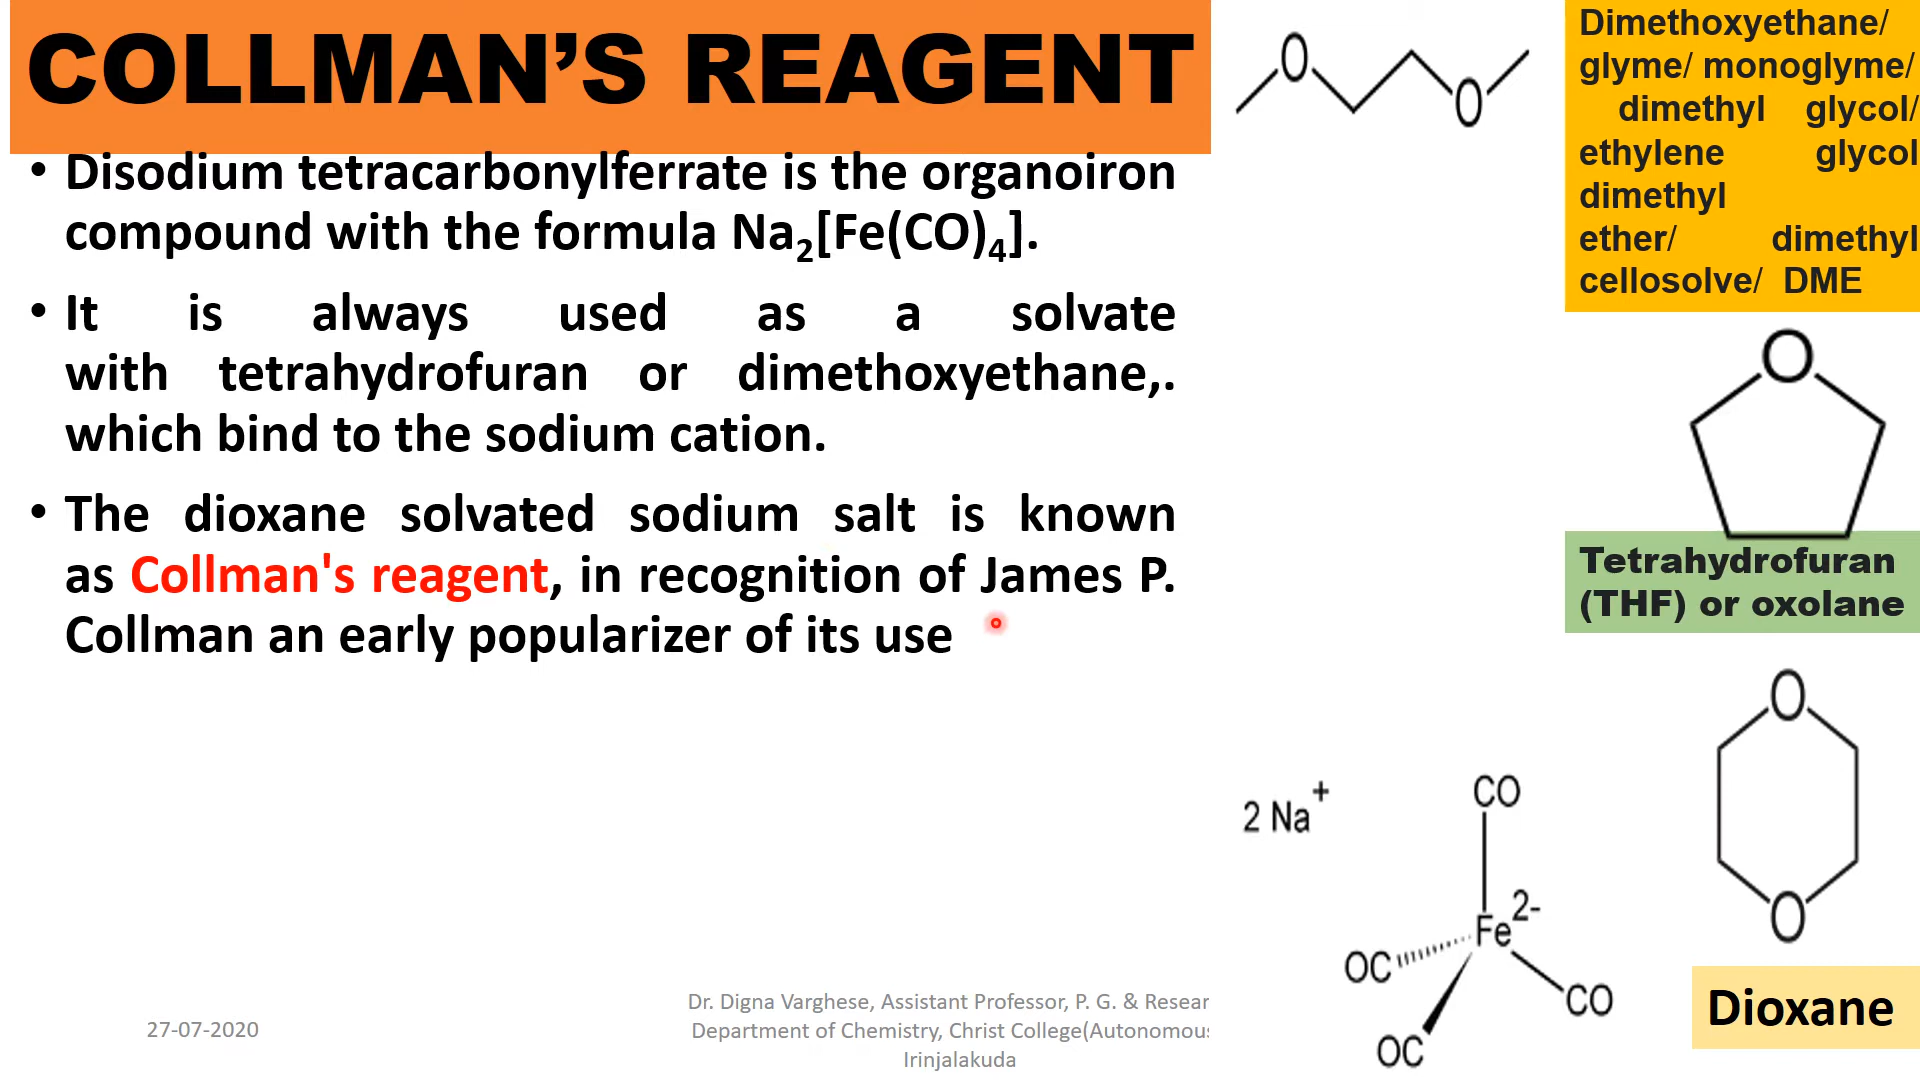 COLLMAN’S REAGENT
• Disodium tetracarbonylferrate is the organoiron
compound with the formula Na₂[Fe(CO)₄].
• It is always used as a solvate
with tetrahydrofuran or dimethoxyethane,.
which bind to the sodium cation.
• The dioxane solvated sodium salt is known
as Collman's reagent, in recognition of James P.
Collman an early popularizer of its use
O
O
Dimethoxyethane/
glyme/ monoglyme/
dimethyl glycol/
ethylene glycol
dimethyl
ether/ dimethyl
cellosolve/ DME
O
Tetrahydrofuran
(THF) or oxolane
O
O
Dioxane
2 Na⁺
CO
Fe²⁻
OC
CO
OC
27-07-2020
Dr. Digna Varghese, Assistant Professor, P. G. & Resear
Department of Chemistry, Christ College(Autonomous
Irinjalakuda